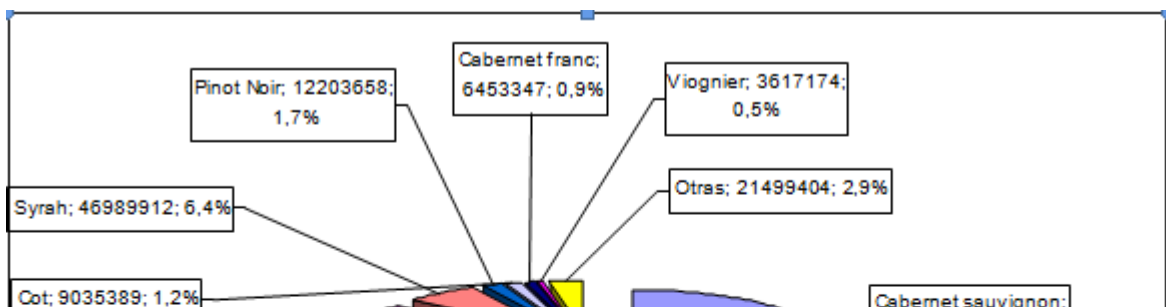 Cabernet franc;
6453347; 0,9%
Pinot Noir; 12203658;
1,7%
Viognier; 3617174;
0,5%
Otras; 21499404; 2,9%
Syrah; 46989912; 6,4%
Cot; 9035389; 1,2%
Cabernet sauvignon;